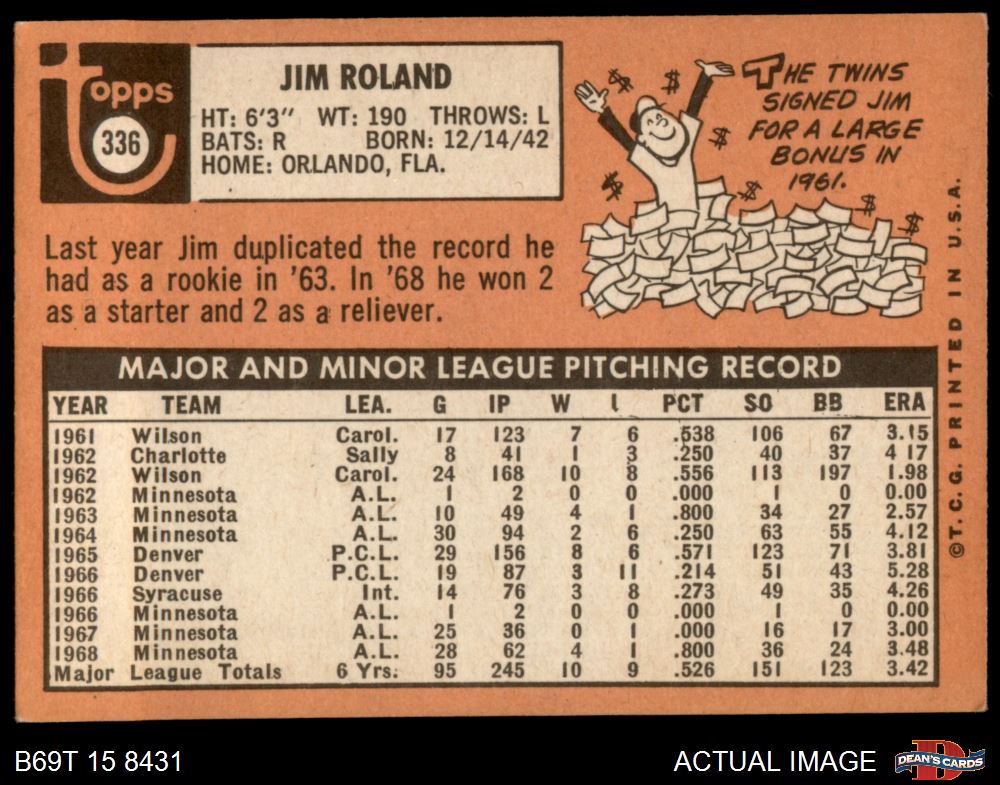 Topps
336
JIM ROLAND
HT: 6'3" WT: 190 THROWS: L
BATS: R BORN: 12/14/42
HOME: ORLANDO, FLA.
THE TWINS
SIGNED JIM
FOR A LARGE
BONUS IN
1961.
$ $ $ $ $ $ $
Last year Jim duplicated the record he
had as a rookie in '63. In '68 he won 2
as a starter and 2 as a reliever.
MAJOR AND MINOR LEAGUE PITCHING RECORD
YEAR TEAM LEA. G IP W L PCT SO BB ERA
1961 Wilson Carol. 17 123 7 6 .538 106 67 3.15
1962 Charlotte Sally 8 41 1 3 .250 40 37 4 17
1962 Wilson Carol. 24 168 10 8 .556 113 197 1.98
1962 Minnesota A.L. 1 2 0 0 .000 1 0 0.00
1963 Minnesota A.L. 10 49 4 1 .800 34 27 2.57
1964 Minnesota A.L. 30 94 2 6 .250 63 55 4.12
1965 Denver P.C.L. 29 156 8 6 .571 123 71 3.81
1966 Denver P.C.L. 19 87 3 11 .214 51 43 5.28
1966 Syracuse Int. 14 76 3 8 .273 49 35 4.26
1966 Minnesota A.L. 1 2 0 0 .000 1 0 0.00
1967 Minnesota A.L. 25 36 0 1 .000 16 17 3.00
1968 Minnesota A.L. 28 62 4 1 .800 36 24 3.48
Major League Totals 6 Yrs. 95 245 10 9 .526 151 123 3.42
©T.C.G. PRINTED IN U.S.A.
B69T 15 8431
ACTUAL IMAGE
D
DEAN'S CARDS